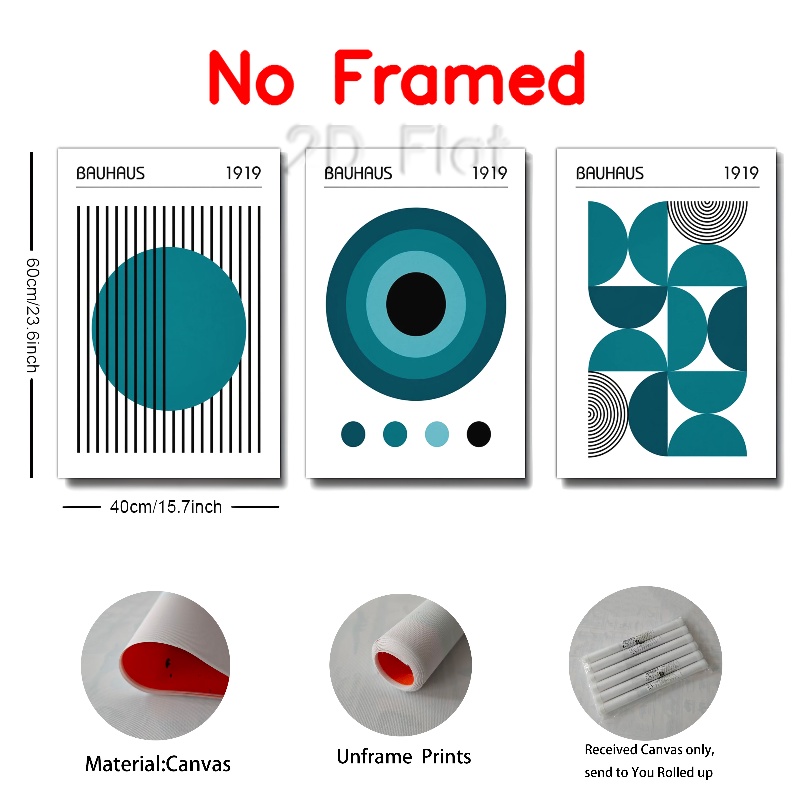 No Framed
2D Flat
BAUHAUS 1919
BAUHAUS 1919
BAUHAUS 1919
60cm/23.6inch
40cm/15.7inch
Material:Canvas
Unframe Prints
Received Canvas only,
send to You Rolled up